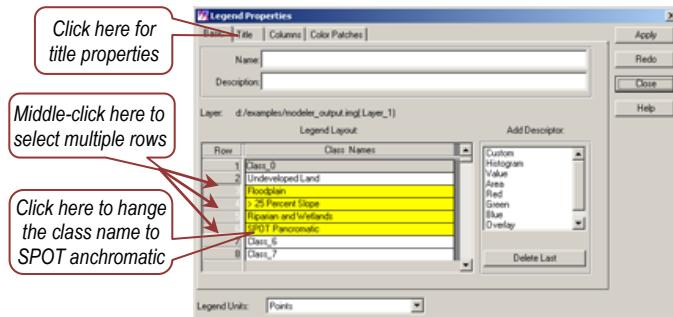 Legend Properties
Basic Title Columns Color Patches
Name:
Description:
Layer: d:/examples/modeler_output.img(:Layer_1)
Legend Layout:
Row Class Names
1 Class_0
2 Undeveloped Land
Floodplain
> 25 Percent Slope
Riparian and Wetlands
SPOT Pancromatic
7 Class_6
8 Class_7
Add Descriptor:
Custom
Histogram
Value
Area
Red
Green
Blue
Overlay
Delete Last
Legend Units: Points
Apply
Redo
Close
Help
Click here for
title properties
Middle-click here to
select multiple rows
Click here to hange
the class name to
SPOT anchromatic